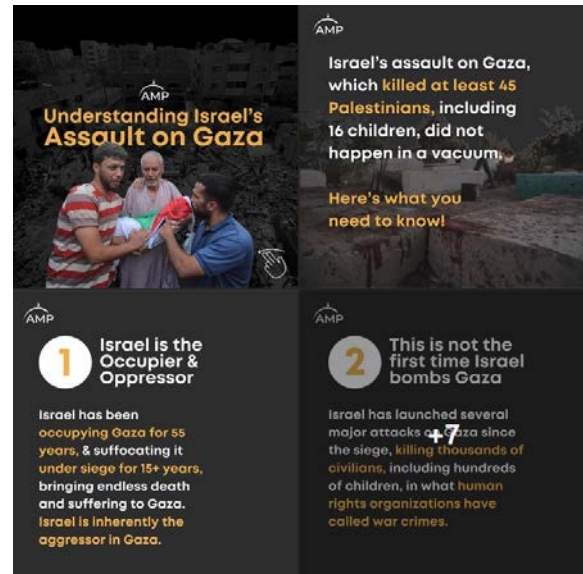 AMP
Understanding Israel's
Assault on Gaza
AMP
Israel's assault on Gaza,
which killed at least 45
Palestinians, including
16 children, did not
happen in a vacuum.
Here's what you
need to know!
AMP
1
Israel is the
Occupier &
Oppressor
Israel has been
occupying Gaza for 55
years, & suffocating it
under siege for 15+ years,
bringing endless death
and suffering to Gaza.
Israel is inherently the
aggressor in Gaza.
AMP
2
This is not the
first time Israel
bombs Gaza
Israel has launched several
major attacks on Gaza since
the siege, killing thousands of
civilians, including hundreds
of children, in what human
rights organizations have
called war crimes.
+7